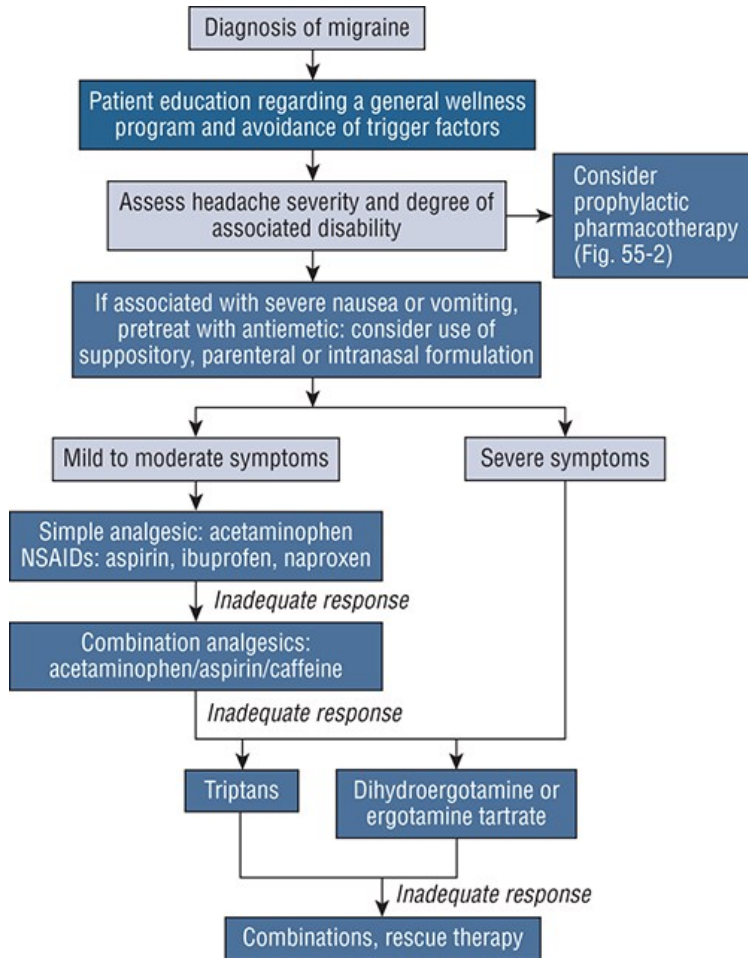 Diagnosis of migraine
Patient education regarding a general wellness
program and avoidance of trigger factors
Assess headache severity and degree of
associated disability
Consider
prophylactic
pharmacotherapy
(Fig. 55-2)
If associated with severe nausea or vomiting,
pretreat with antiemetic: consider use of
suppository, parenteral or intranasal formulation
Mild to moderate symptoms
Severe symptoms
Simple analgesic: acetaminophen
NSAIDs: aspirin, ibuprofen, naproxen
Inadequate response
Combination analgesics:
acetaminophen/aspirin/caffeine
Inadequate response
Triptans
Dihydroergotamine or
ergotamine tartrate
Inadequate response
Combinations, rescue therapy